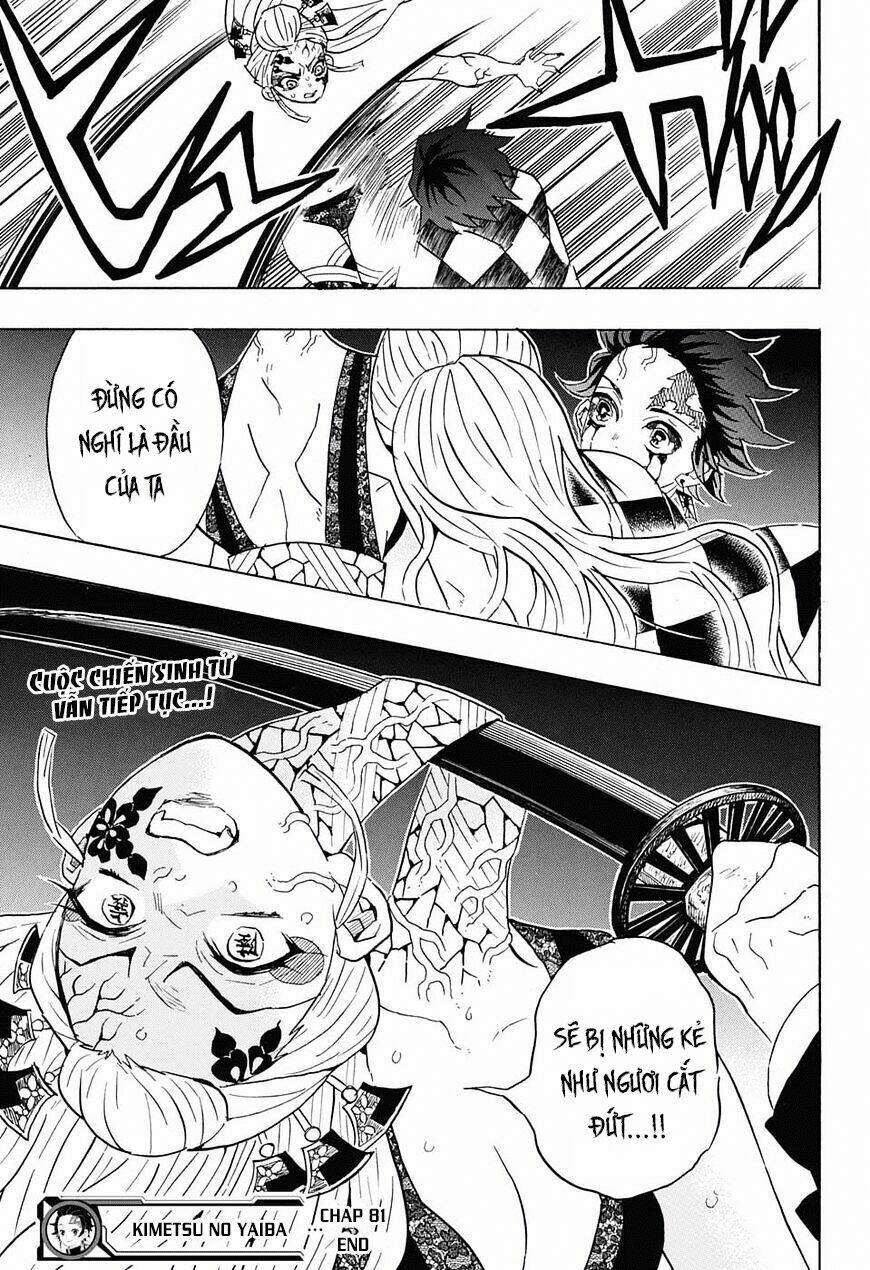 ĐỪNG CÓ
NGHĨ LÀ ĐẦU
CỦA TA
CUỘC CHIẾN SINH TỬ
VẪN TIẾP TỤC...!
SẼ BỊ NHỮNG KẺ
NHƯ NGƯƠI CẮT
ĐỨT...!!
KIMETSU NO YAIBA ... CHAP 81
END